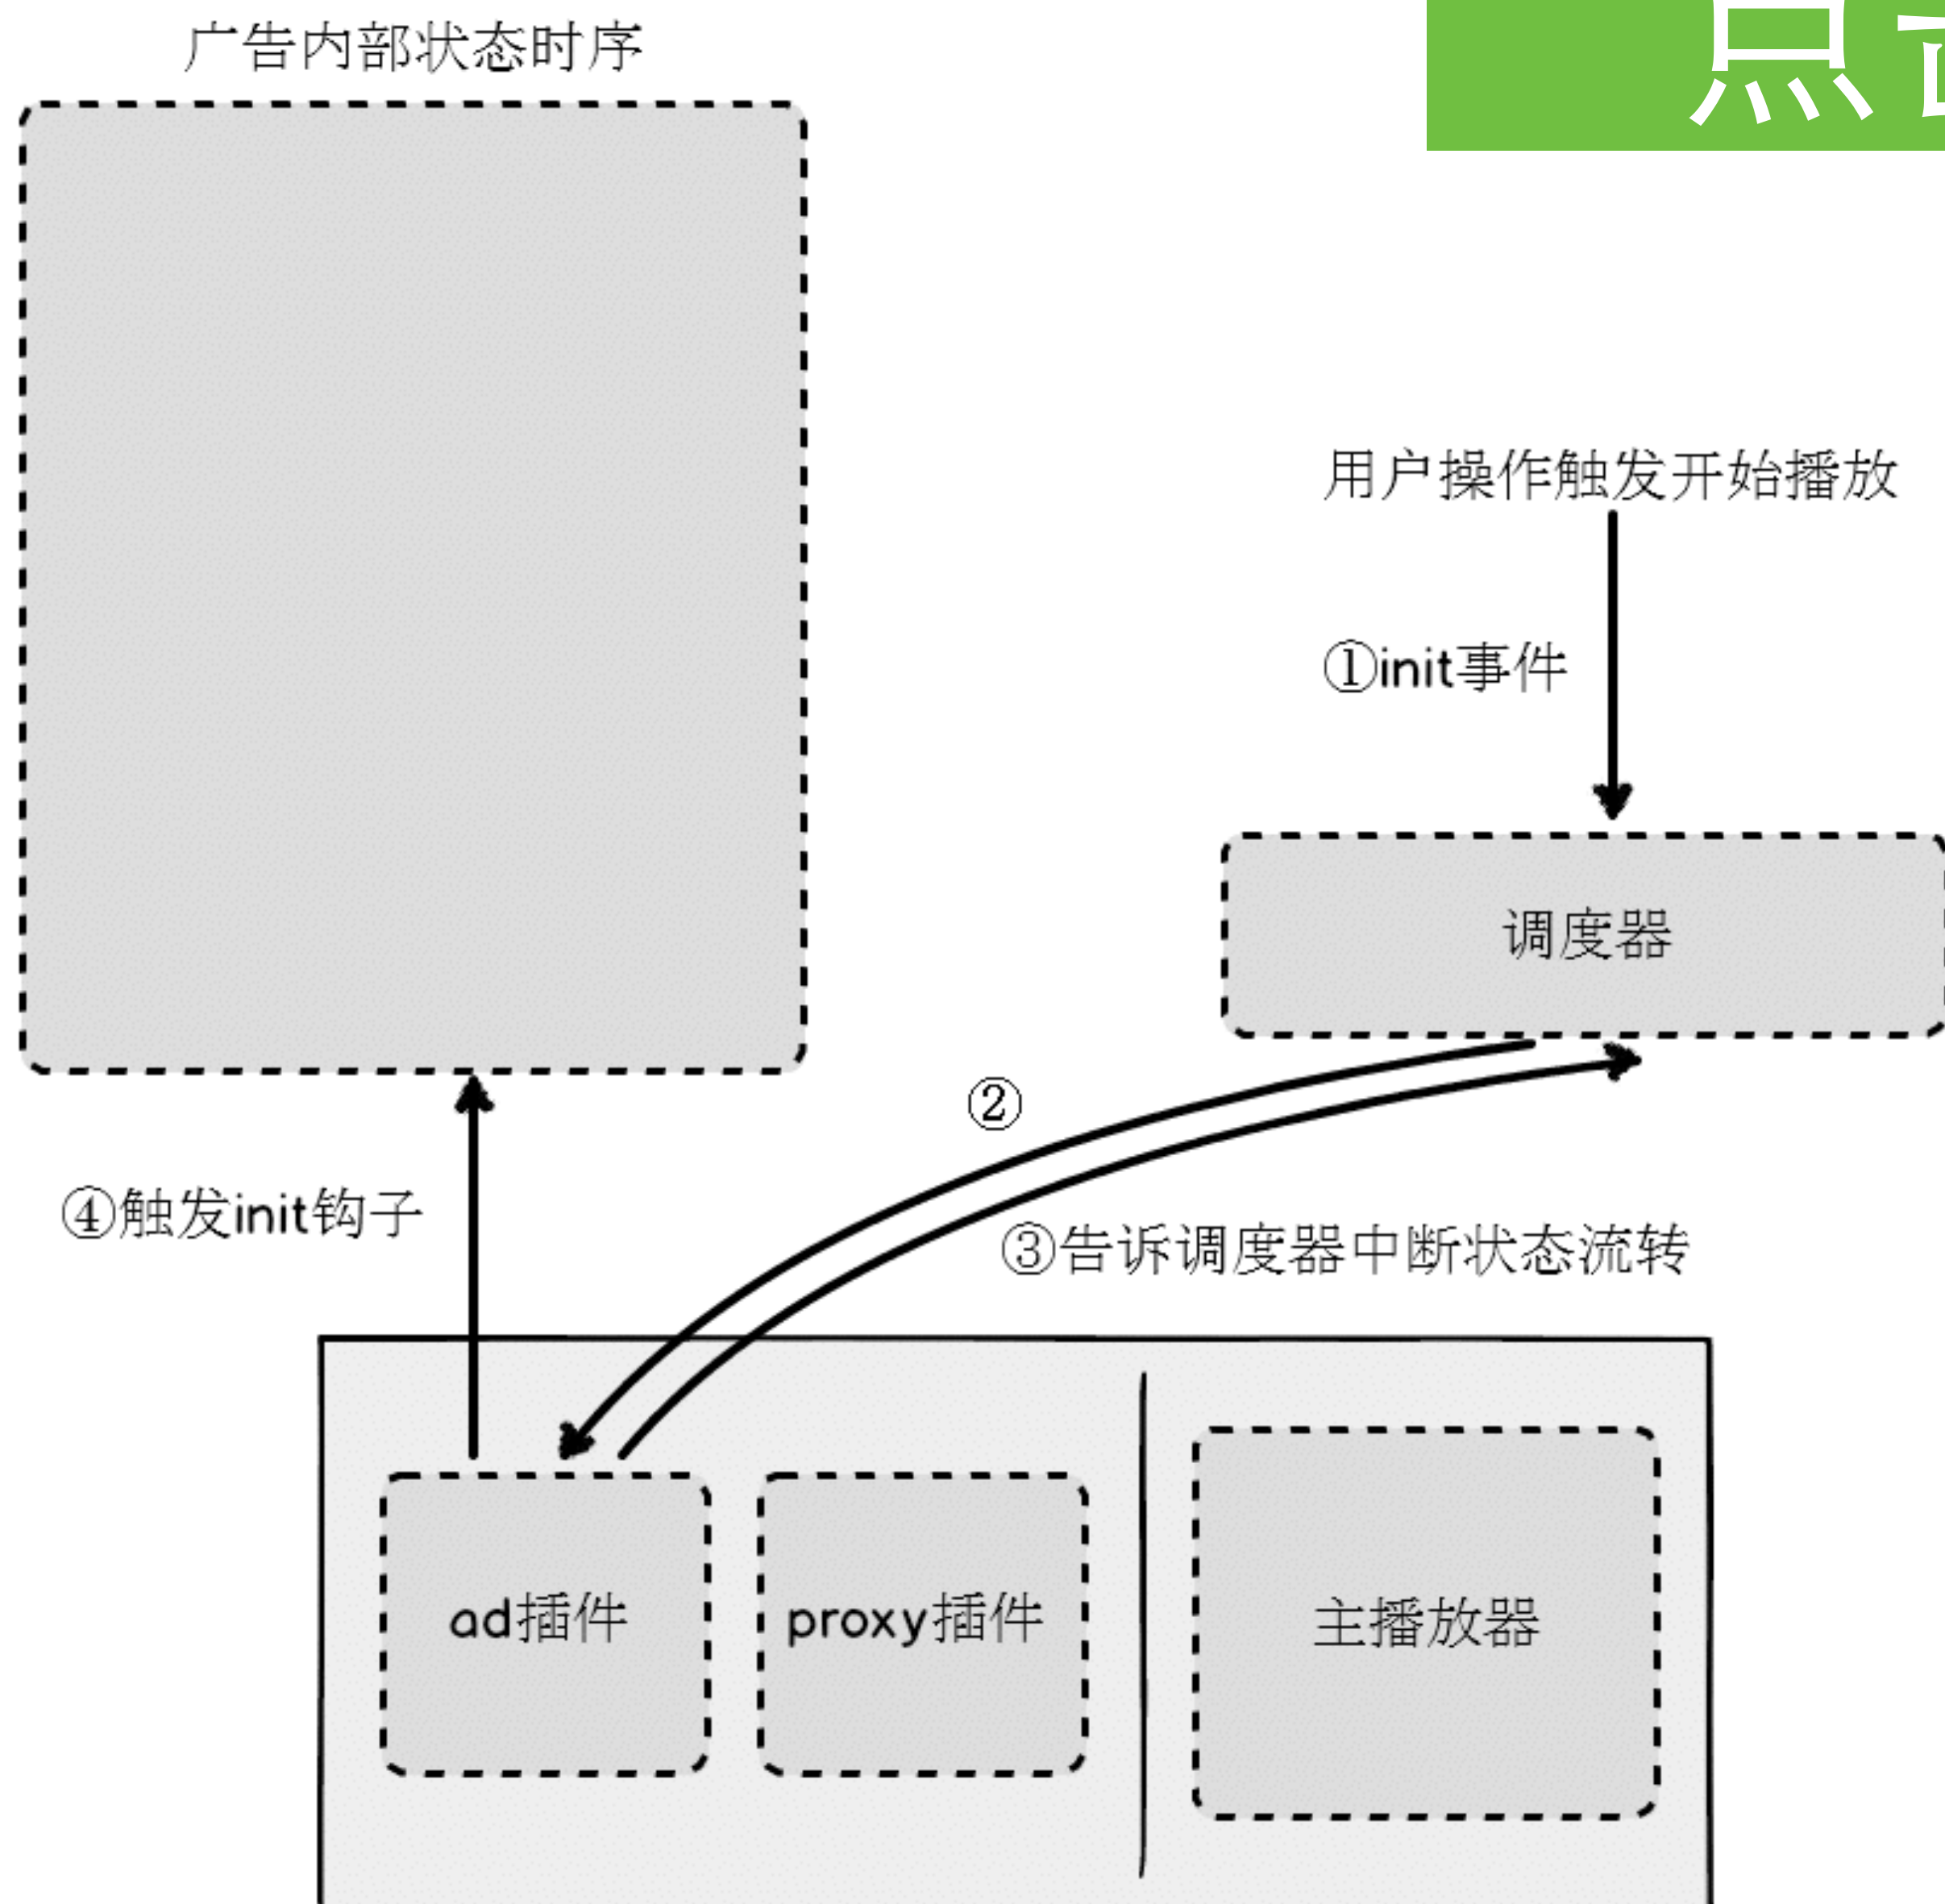 广告内部状态时序
点
用户操作触发开始播放
①init事件
调度器
②
④触发init钩子
③告诉调度器中断状态流转
ad插件
proxy插件
主播放器